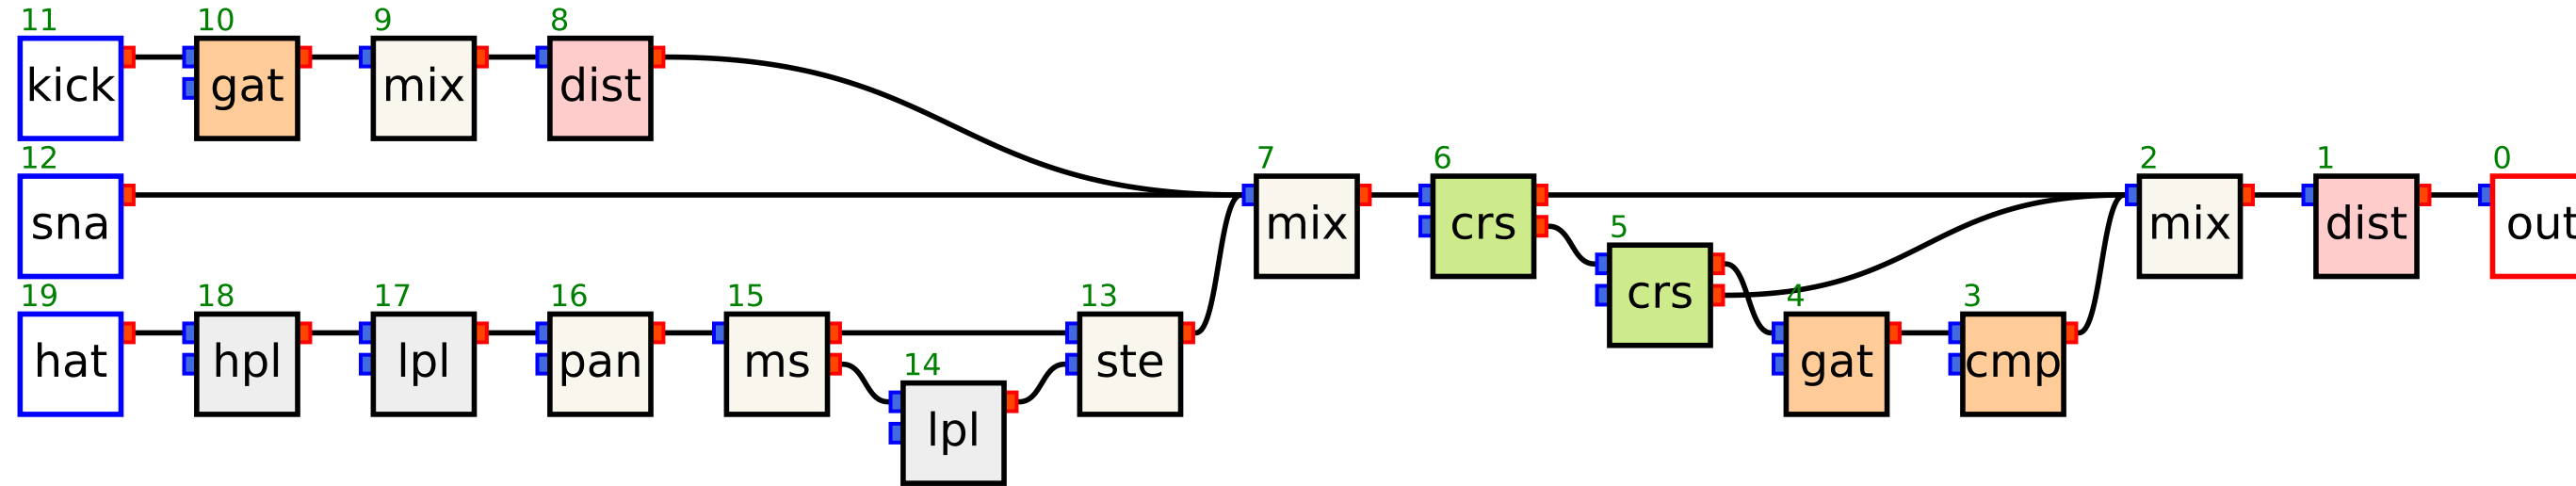 11 10 9 8
kick gat mix dist
12 7 6 2 1 0
sna mix crs mix dist out
5
crs
19 18 17 16 15 13 4 3
hat hpl lpl pan ms ste gat cmp
14
lpl